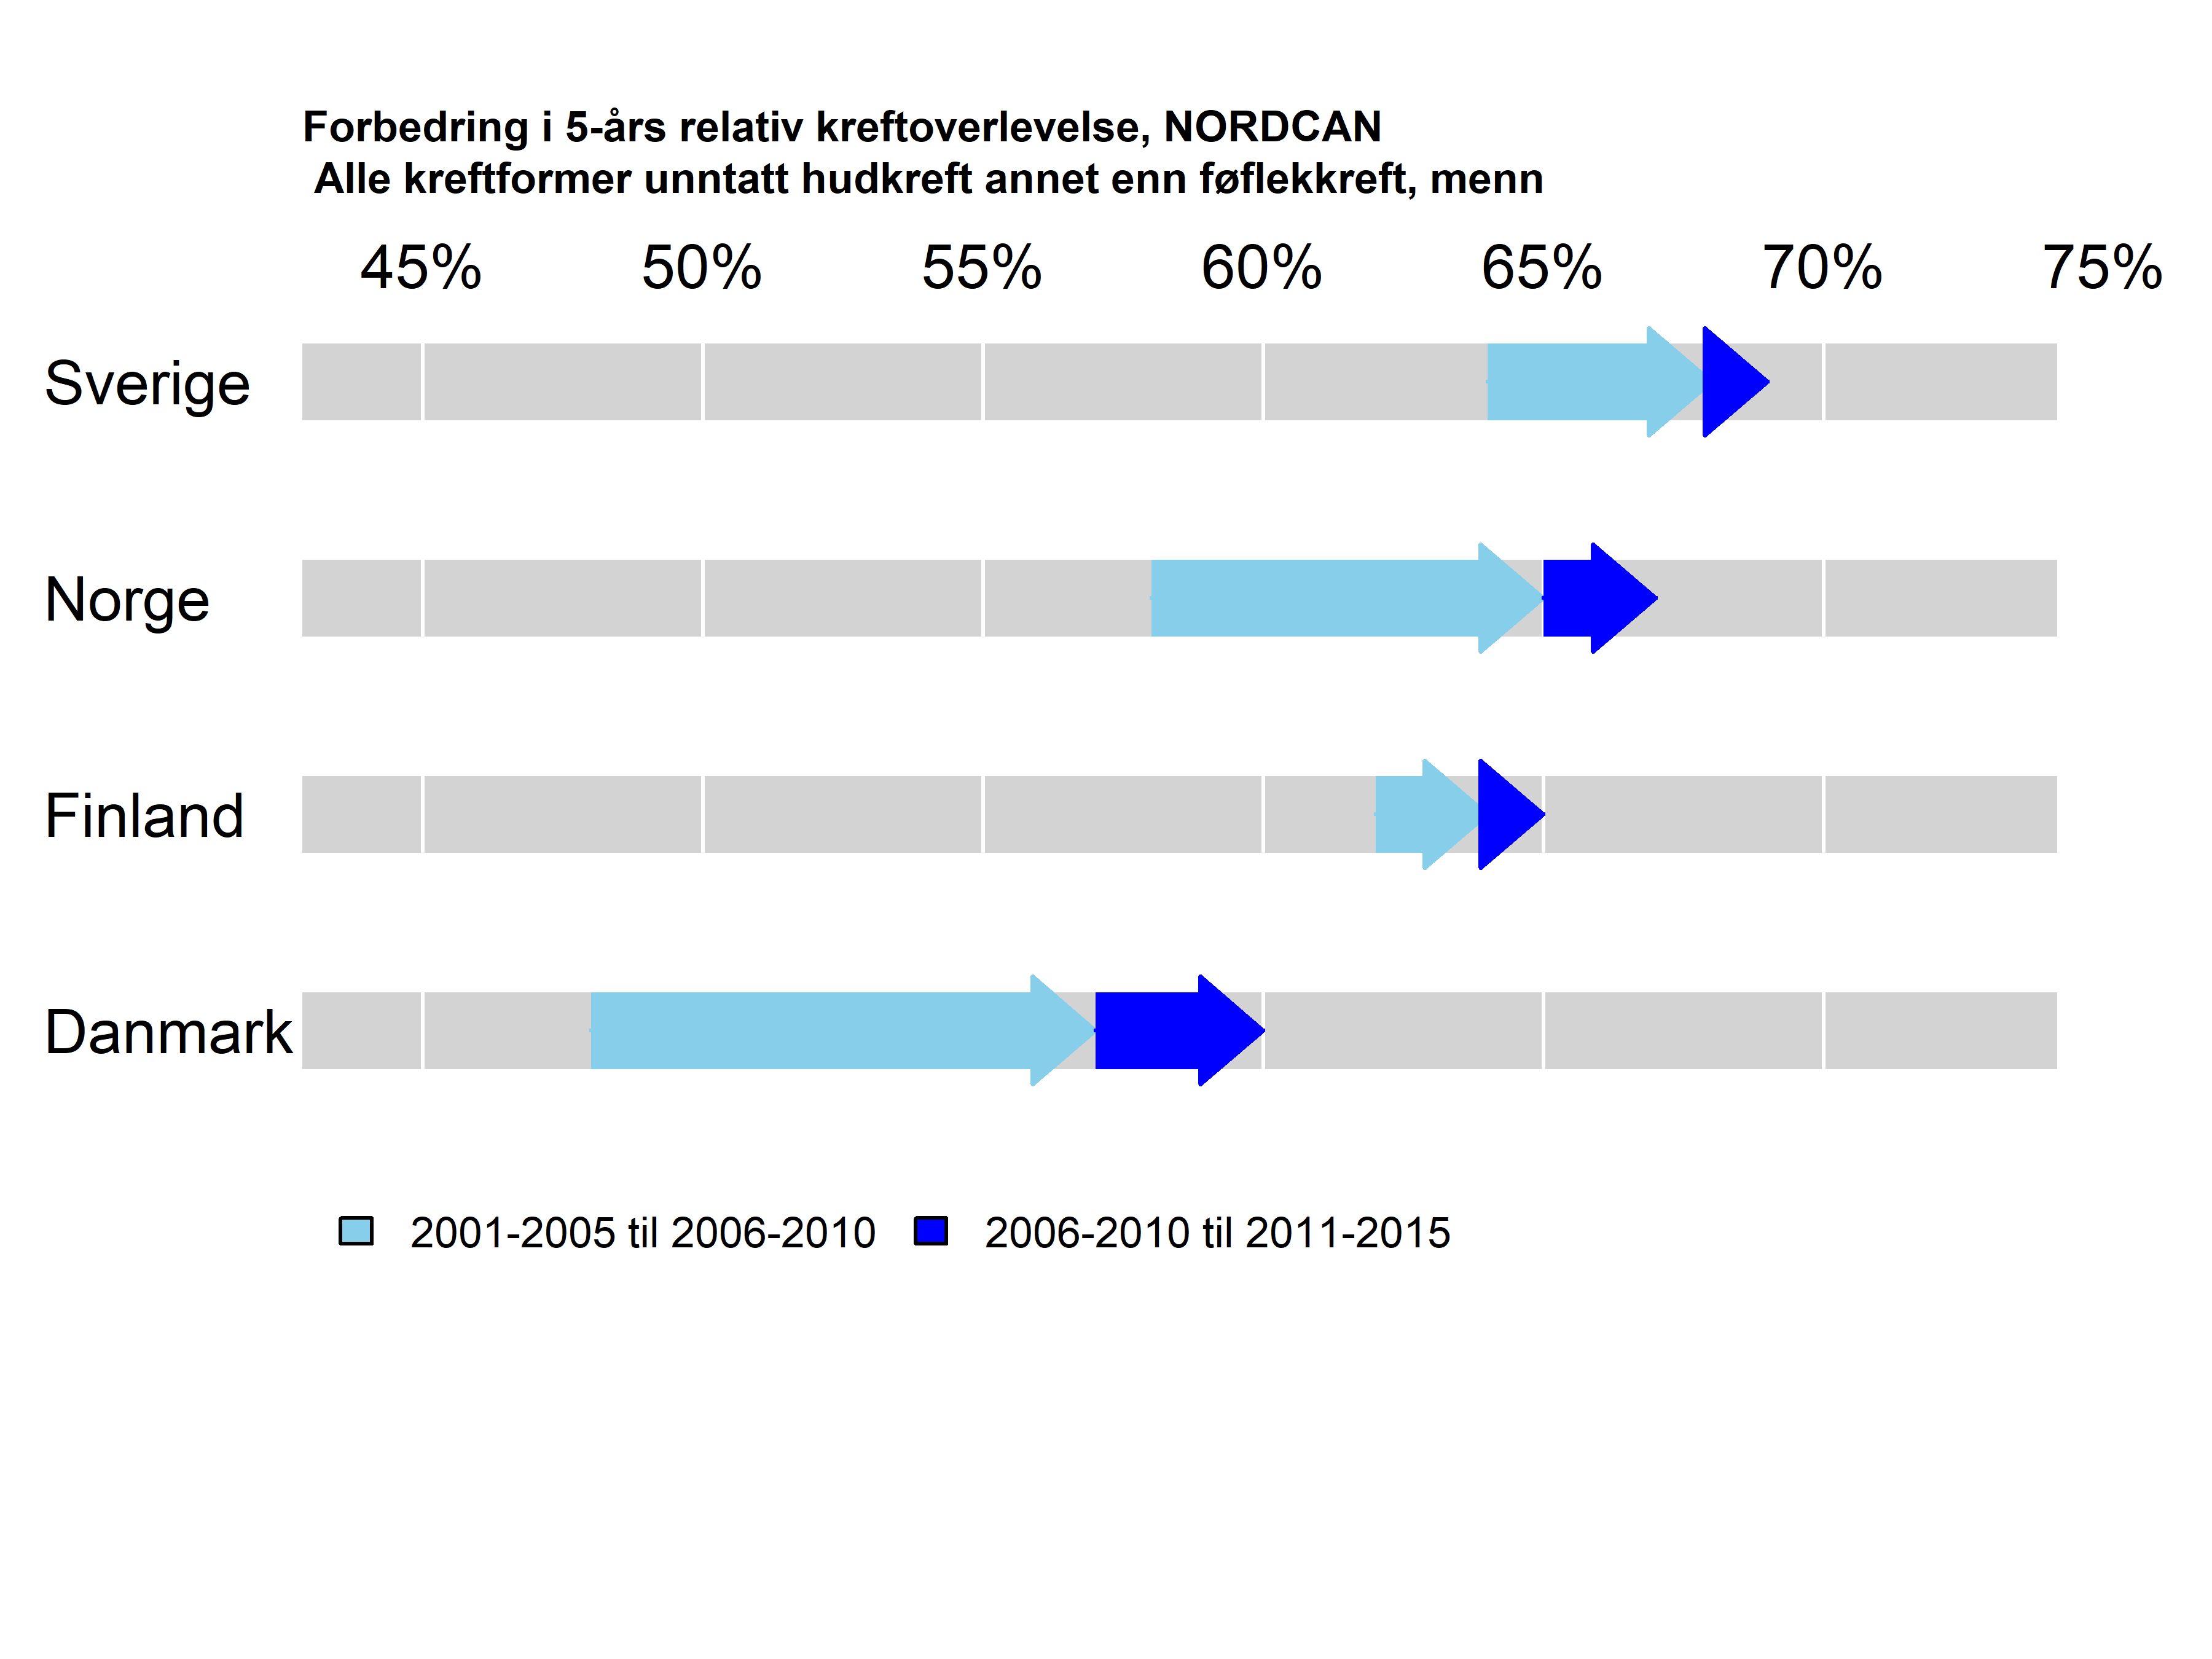 Forbedring i 5-års relativ kreftoverlevelse, NORDCAN
Alle kreftformer unntatt hudkreft annet enn føflekkreft, menn
45% 50% 55% 60% 65% 70% 75%
Sverige
Norge
Finland
Danmark
2001-2005 til 2006-2010 2006-2010 til 2011-2015